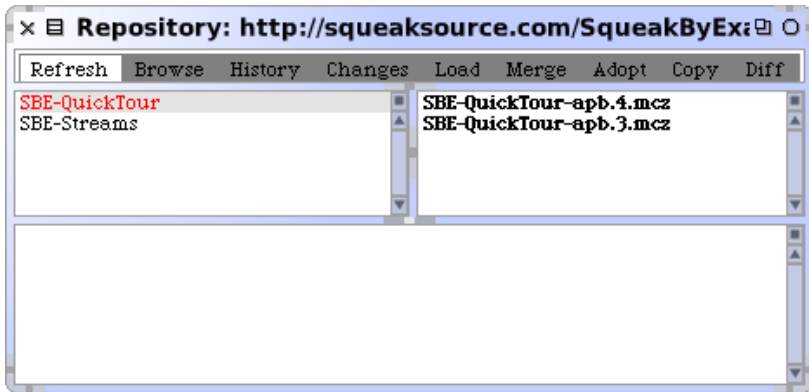 Repository: http://squeaksource.com/SqueakByExa
Refresh Browse History Changes Load Merge Adopt Copy Diff
SBE-QuickTour
SBE-Streams
SBE-QuickTour-apb.4.mcz
SBE-QuickTour-apb.3.mcz